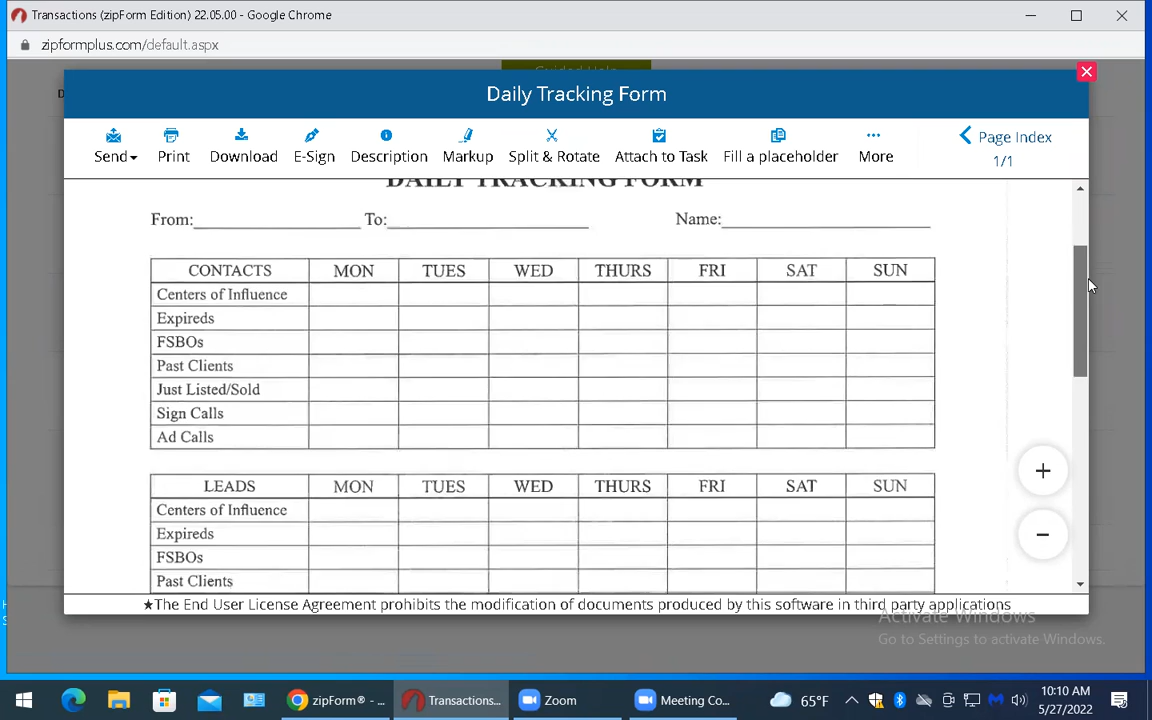 Transactions (zipForm Edition) 22.05.00 - Google Chrome
zipformplus.com/default.aspx
Guided Help
Daily Tracking Form
Send Print Download E-Sign Description Markup Split & Rotate Attach to Task Fill a placeholder More
Page Index
1/1
DAILY TRACKING FORM
From: To: Name:
CONTACTS MON TUES WED THURS FRI SAT SUN
Centers of Influence
Expireds
FSBOs
Past Clients
Just Listed/Sold
Sign Calls
Ad Calls
LEADS MON TUES WED THURS FRI SAT SUN
Centers of Influence
Expireds
FSBOs
Past Clients
★The End User License Agreement prohibits the modification of documents produced by this software in third party applications
Activate Windows
Go to Settings to activate Windows.
zipForm® - ... Transactions... Zoom Meeting Co... 65°F
10:10 AM
5/27/2022